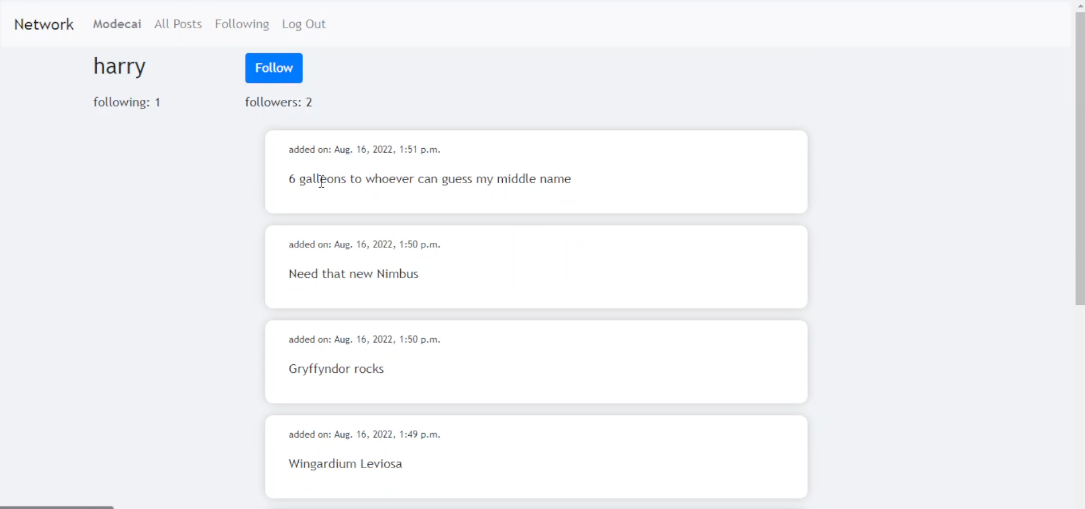 Network Modecai All Posts Following Log Out
harry Follow
following: 1 followers: 2
added on: Aug. 16, 2022, 1:51 p.m.
6 galleons to whoever can guess my middle name
added on: Aug. 16, 2022, 1:50 p.m.
Need that new Nimbus
added on: Aug. 16, 2022, 1:50 p.m.
Gryffyndor rocks
added on: Aug. 16, 2022, 1:49 p.m.
Wingardium Leviosa